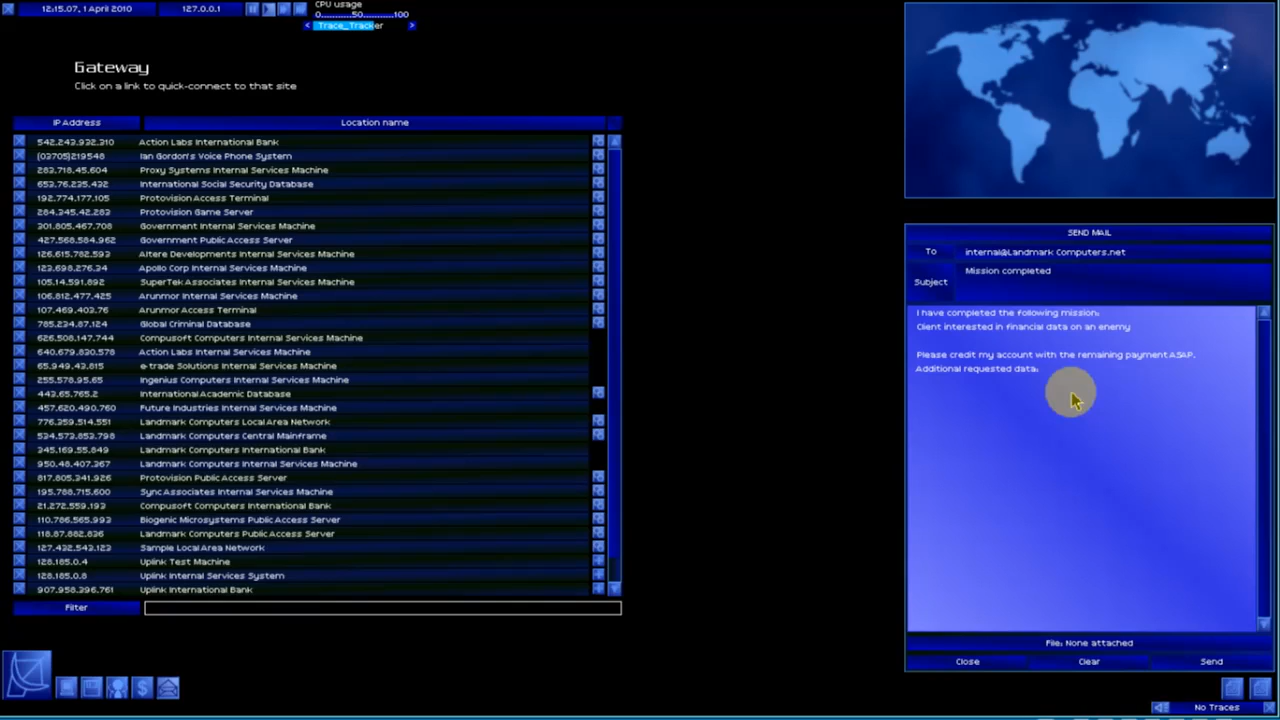 12:15.07, 1 April 2010
127.0.0.1
CPU usage
0..........50..........100
< Trace_Tracker >
Gateway
Click on a link to quick-connect to that site
IP Address Location name
542.243.932.310 Action Labs International Bank
(03705)219548 Ian Gordon's Voice Phone System
283.718.45.604 Proxy Systems Internal Services Machine
653.76.235.432 International Social Security Database
192.774.177.105 Protovision Access Terminal
284.345.42.283 Protovision Game Server
301.805.467.708 Government Internal Services Machine
427.568.584.962 Government Public Access Server
126.615.782.593 Altere Developments Internal Services Machine
123.698.276.34 Apollo Corp Internal Services Machine
105.14.591.892 SuperTek Associates Internal Services Machine
106.812.477.425 Arunmor Internal Services Machine
107.469.403.76 Arunmor Access Terminal
785.234.87.124 Global Criminal Database
626.508.147.744 Compusoft Computers Internal Services Machine
640.679.830.578 Action Labs Internal Services Machine
65.949.43.815 e-trade Solutions Internal Services Machine
255.578.95.65 Ingenius Computers Internal Services Machine
443.65.765.2 International Academic Database
457.620.490.760 Future Industries Internal Services Machine
776.359.514.551 Landmark Computers Local Area Network
534.573.853.798 Landmark Computers Central Mainframe
345.169.55.849 Landmark Computers International Bank
950.48.407.367 Landmark Computers Internal Services Machine
817.805.341.926 Protovision Public Access Server
195.788.715.600 Sync Associates Internal Services Machine
21.272.559.193 Compusoft Computers International Bank
110.786.565.993 Biogenic Microsystems Public Access Server
118.87.882.836 Landmark Computers Public Access Server
127.432.543.123 Sample Local Area Network
128.185.0.4 Uplink Test Machine
128.185.0.8 Uplink Internal Services System
907.958.396.761 Uplink International Bank
Filter
SEND MAIL
To internal@Landmark Computers.net
Subject Mission completed
I have completed the following mission:
Client interested in financial data on an enemy
Please credit my account with the remaining payment ASAP.
Additional requested data:
File: None attached
Close Clear Send
No Traces